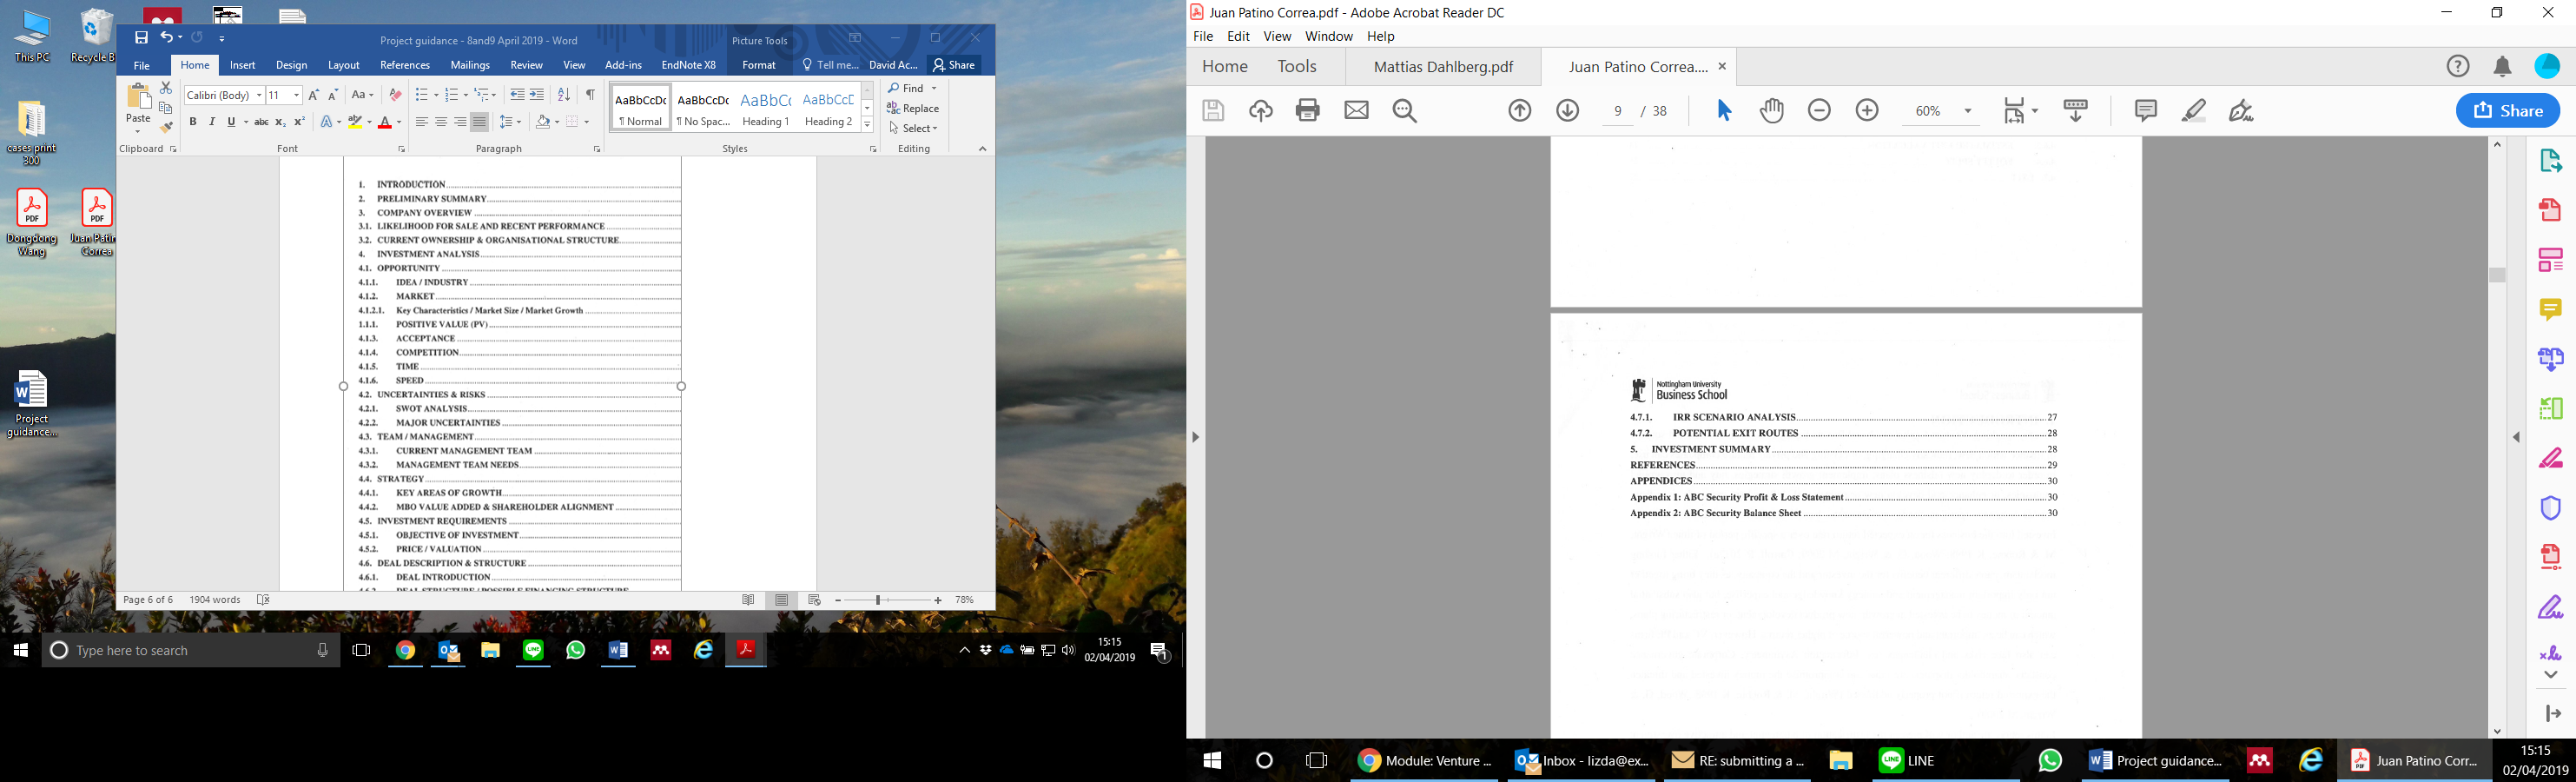 This PC
Recycle B
cases print
300
Dongdong
Wang
Juan Patin
Correa
Project
guidance...
Project guidance - 8and9 April 2019 - Word
Picture Tools
File
Home
Insert
Design
Layout
References
Mailings
Review
View
Add-ins
EndNote X8
Format
Tell me...
David Ac...
Share
Paste
Calibri (Body)
11
Aa
B I U abc x₂ x²
AaBbCcDc AaBbCcDc AaBbCc AaBbCcE
¶ Normal ¶ No Spac... Heading 1 Heading 2
Find
Replace
Select
Clipboard
Font
Paragraph
Styles
Editing
1. INTRODUCTION
2. PRELIMINARY SUMMARY
3. COMPANY OVERVIEW
3.1. LIKELIHOOD FOR SALE AND RECENT PERFORMANCE
3.2. CURRENT OWNERSHIP & ORGANISATIONAL STRUCTURE
4. INVESTMENT ANALYSIS
4.1. OPPORTUNITY
4.1.1. IDEA / INDUSTRY
4.1.2. MARKET
4.1.2.1. Key Characteristics / Market Size / Market Growth
1.1.1. POSITIVE VALUE (PV)
4.1.3. ACCEPTANCE
4.1.4. COMPETITION
4.1.5. TIME
4.1.6. SPEED
4.2. UNCERTAINTIES & RISKS
4.2.1. SWOT ANALYSIS
4.2.2. MAJOR UNCERTAINTIES
4.3. TEAM / MANAGEMENT
4.3.1. CURRENT MANAGEMENT TEAM
4.3.2. MANAGEMENT TEAM NEEDS
4.4. STRATEGY
4.4.1. KEY AREAS OF GROWTH
4.4.2. MBO VALUE ADDED & SHAREHOLDER ALIGNMENT
4.5. INVESTMENT REQUIREMENTS
4.5.1. OBJECTIVE OF INVESTMENT
4.5.2. PRICE / VALUATION
4.6. DEAL DESCRIPTION & STRUCTURE
4.6.1. DEAL INTRODUCTION
4.6.2. DEAL STRUCTURE / POSSIBLE FINANCING STRUCTURE
Page 6 of 6
1904 words
78%
Type here to search
15:15
02/04/2019
1
Juan Patino Correa.pdf - Adobe Acrobat Reader DC
File Edit View Window Help
Home
Tools
Mattias Dahlberg.pdf
Juan Patino Correa....
9 / 38
60%
Share
Nottingham University
Business School
4.7.1. IRR SCENARIO ANALYSIS 27
4.7.2. POTENTIAL EXIT ROUTES 28
5. INVESTMENT SUMMARY 28
REFERENCES 29
APPENDICES 30
Appendix 1: ABC Security Profit & Loss Statement 30
Appendix 2: ABC Security Balance Sheet 30
Module: Venture ...
Inbox - lizda@ex...
RE: submitting a ...
LINE
Project guidance...
Juan Patino Corr...
15:15
02/04/2019